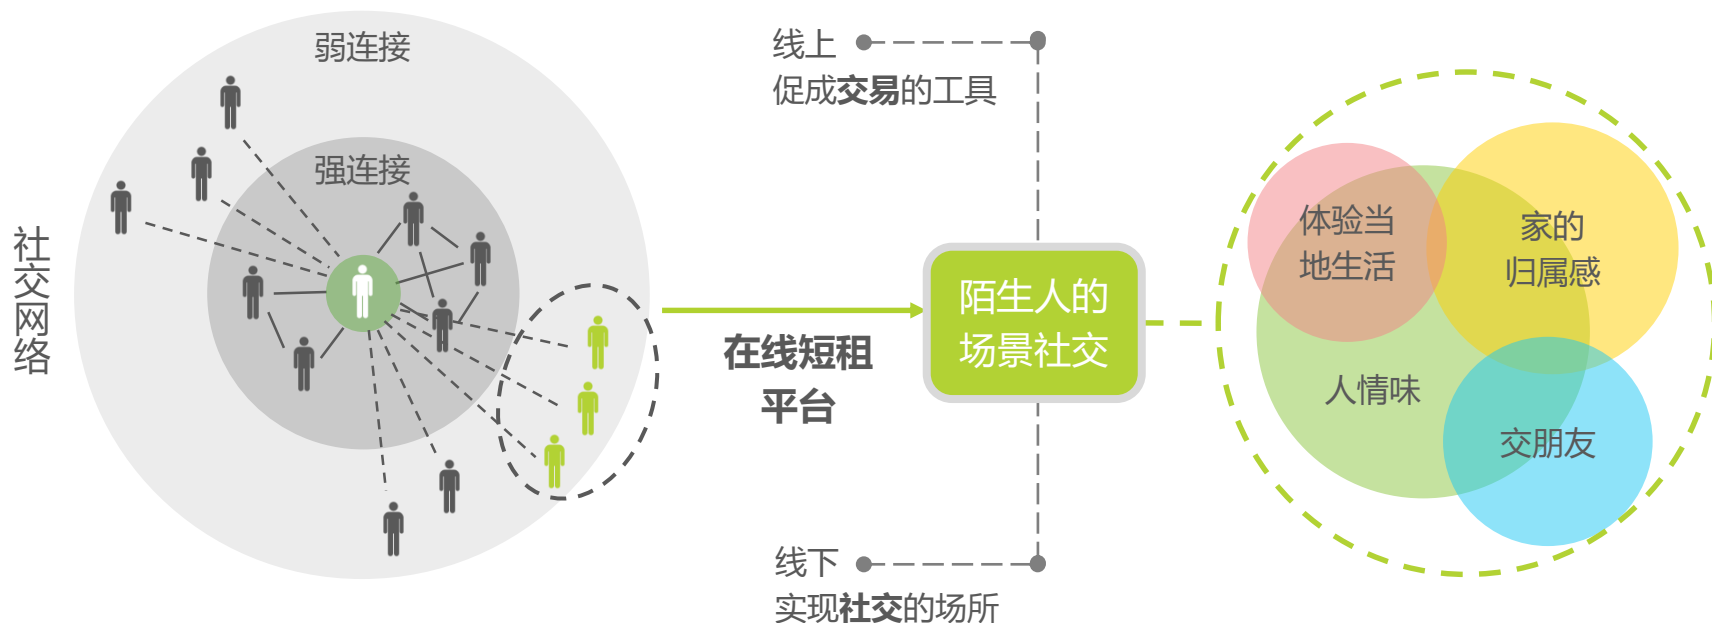 社交网络
弱连接
强连接
在线短租
平台
线上
促成交易的工具
陌生人的
场景社交
线下
实现社交的场所
体验当
地生活
家的
归属感
人情味
交朋友